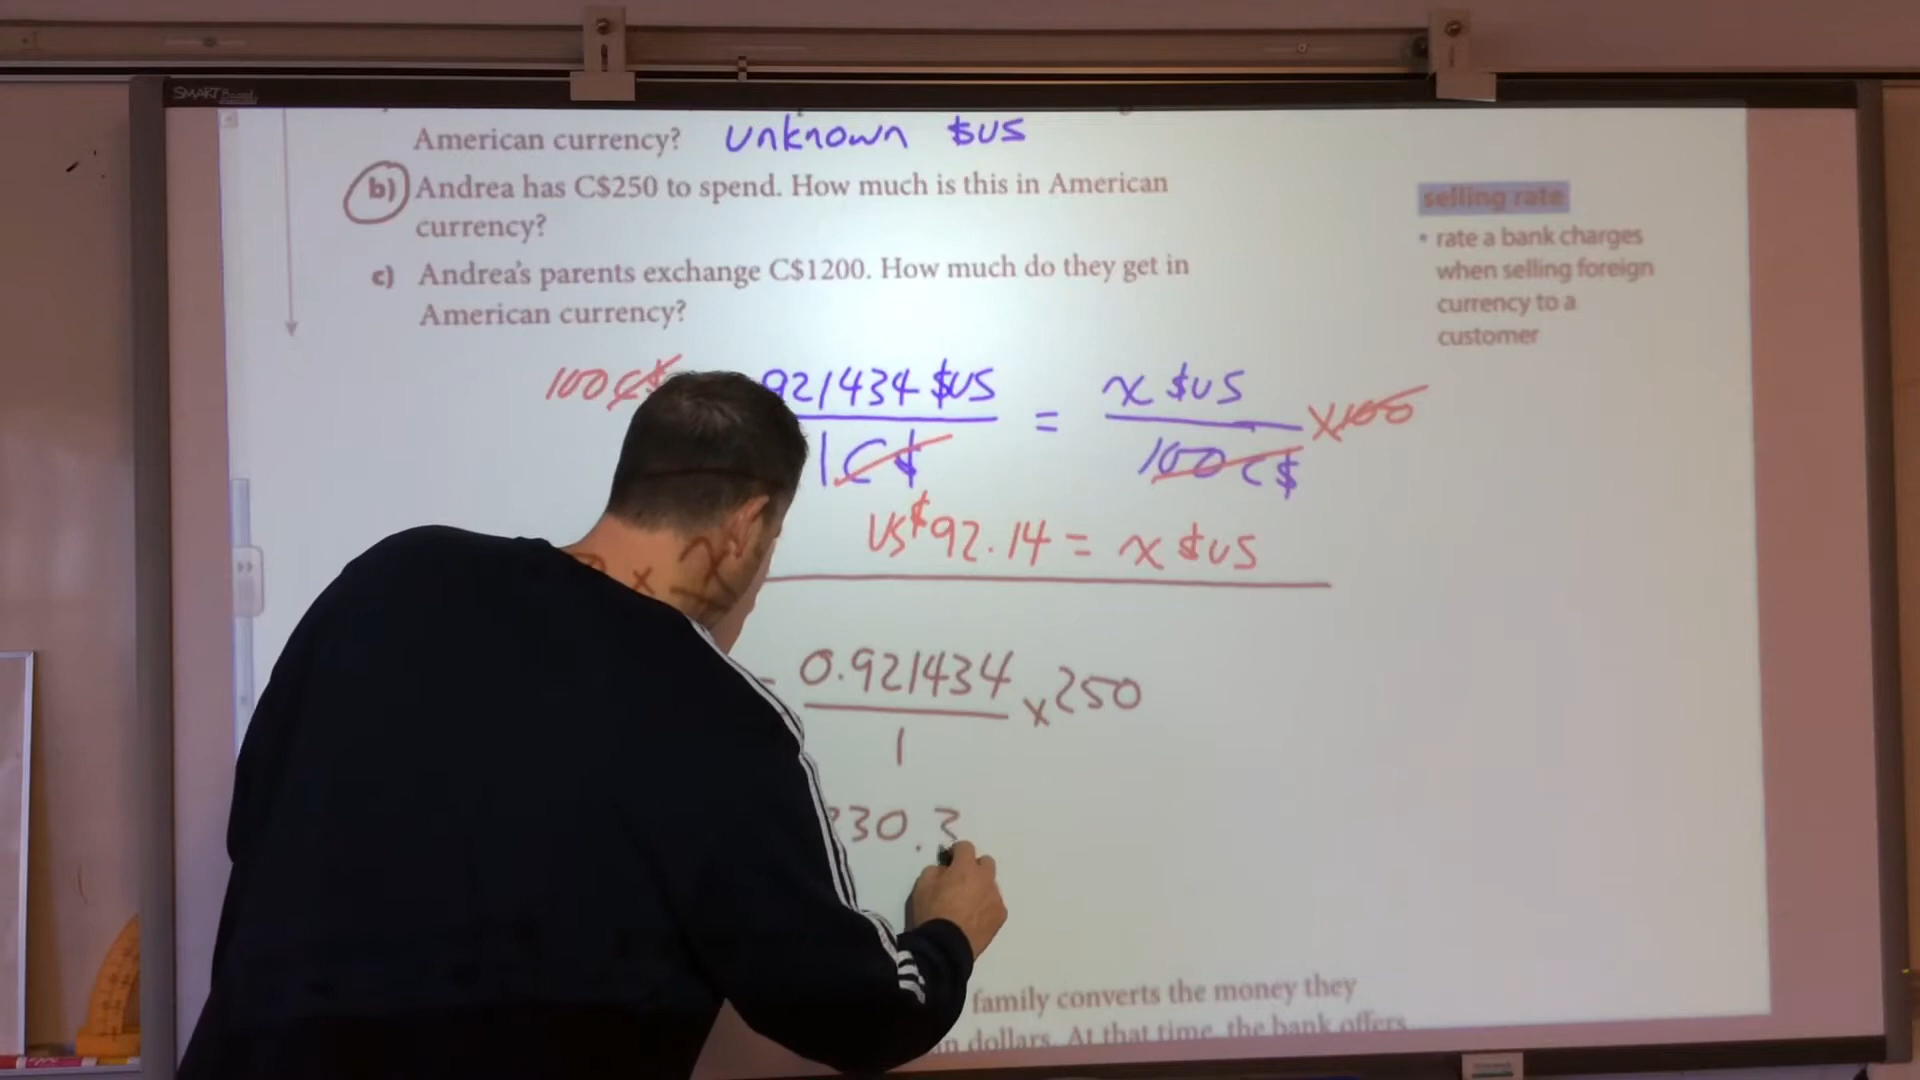 SMART Board
American currency? unknown $US
b) Andrea has C$250 to spend. How much is this in American
currency?
c) Andrea's parents exchange C$1200. How much do they get in
American currency?
selling rate
• rate a bank charges
when selling foreign
currency to a
customer
100 C$ 921434 $US = x $US x100
1 C$ 100 C$
US$92.14 = x $US
x
0.921434 x 250
1
30.3
family converts the money they
dollars. At that time, the bank offers